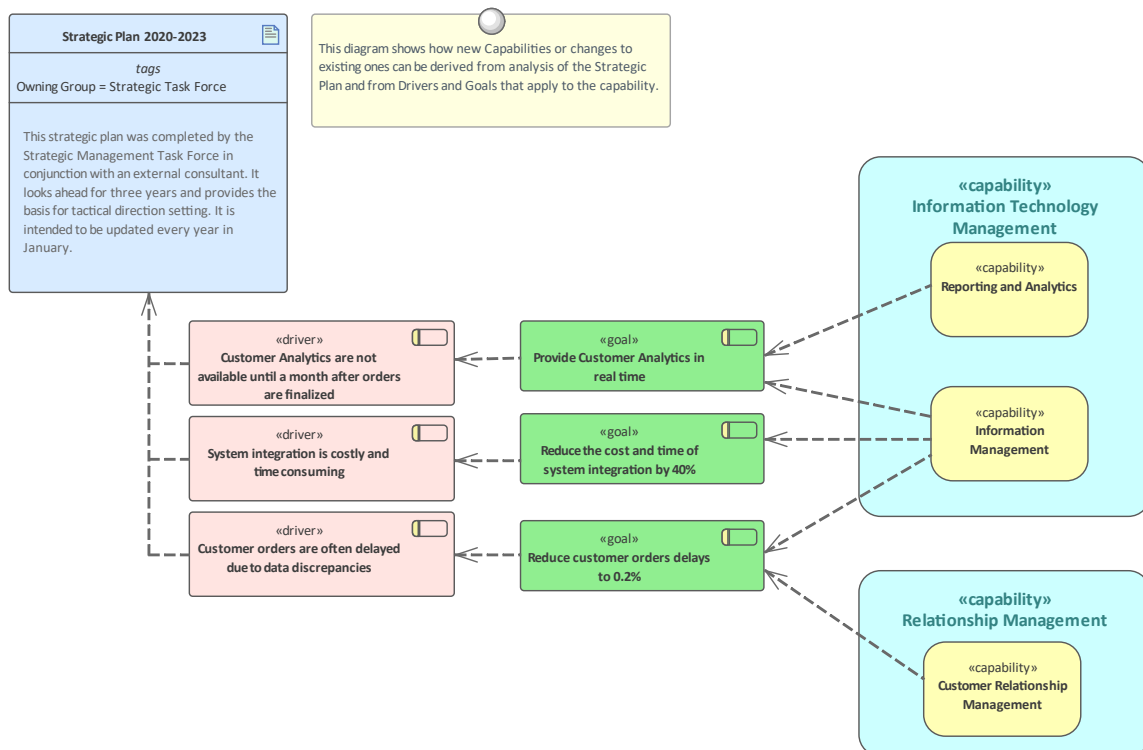 Strategic Plan 2020-2023
tags
Owning Group = Strategic Task Force
This strategic plan was completed by the
Strategic Management Task Force in
conjunction with an external consultant. It
looks ahead for three years and provides the
basis for tactical direction setting. It is
intended to be updated every year in
January.
This diagram shows how new Capabilities or changes to
existing ones can be derived from analysis of the Strategic
Plan and from Drivers and Goals that apply to the capability.
«driver»
Customer Analytics are not
available until a month after orders
are finalized
«driver»
System integration is costly and
time consuming
«driver»
Customer orders are often delayed
due to data discrepancies
«goal»
Provide Customer Analytics in
real time
«goal»
Reduce the cost and time of
system integration by 40%
«goal»
Reduce customer orders delays
to 0.2%
«capability»
Information Technology
Management
«capability»
Reporting and Analytics
«capability»
Information
Management
«capability»
Relationship Management
«capability»
Customer Relationship
Management